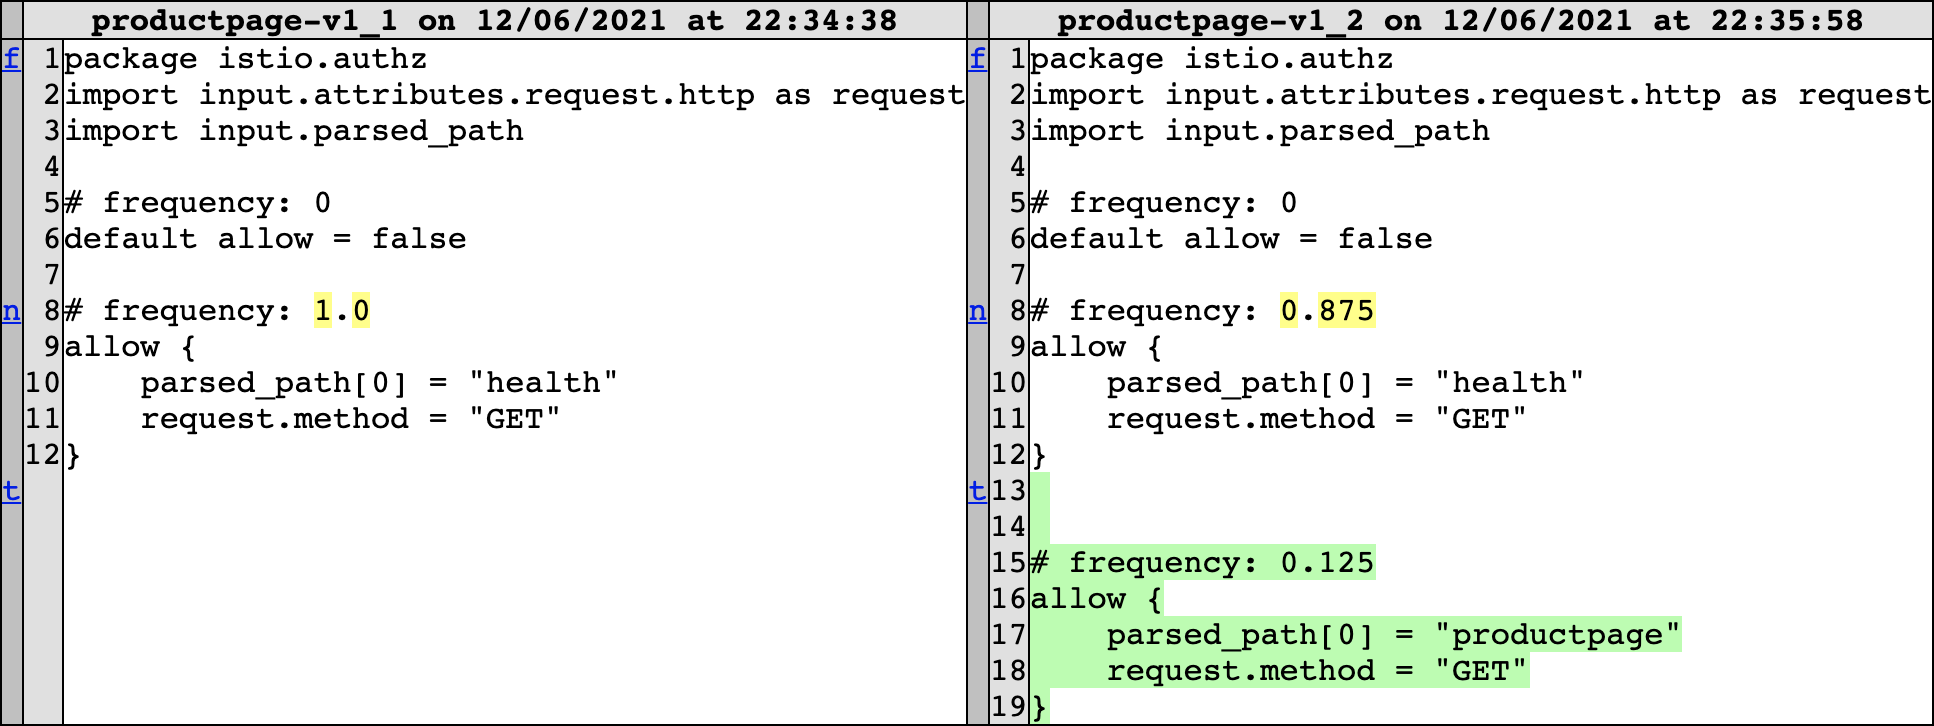 productpage-v1_1 on 12/06/2021 at 22:34:38
f 1 package istio.authz
2 import input.attributes.request.http as request
3 import input.parsed_path
4
5 # frequency: 0
6 default allow = false
7
n 8 # frequency: 1.0
9 allow {
10     parsed_path[0] = "health"
11     request.method = "GET"
12 }
t
productpage-v1_2 on 12/06/2021 at 22:35:58
f 1 package istio.authz
2 import input.attributes.request.http as request
3 import input.parsed_path
4
5 # frequency: 0
6 default allow = false
7
n 8 # frequency: 0.875
9 allow {
10     parsed_path[0] = "health"
11     request.method = "GET"
12 }
t 13
14
15 # frequency: 0.125
16 allow {
17     parsed_path[0] = "productpage"
18     request.method = "GET"
19 }